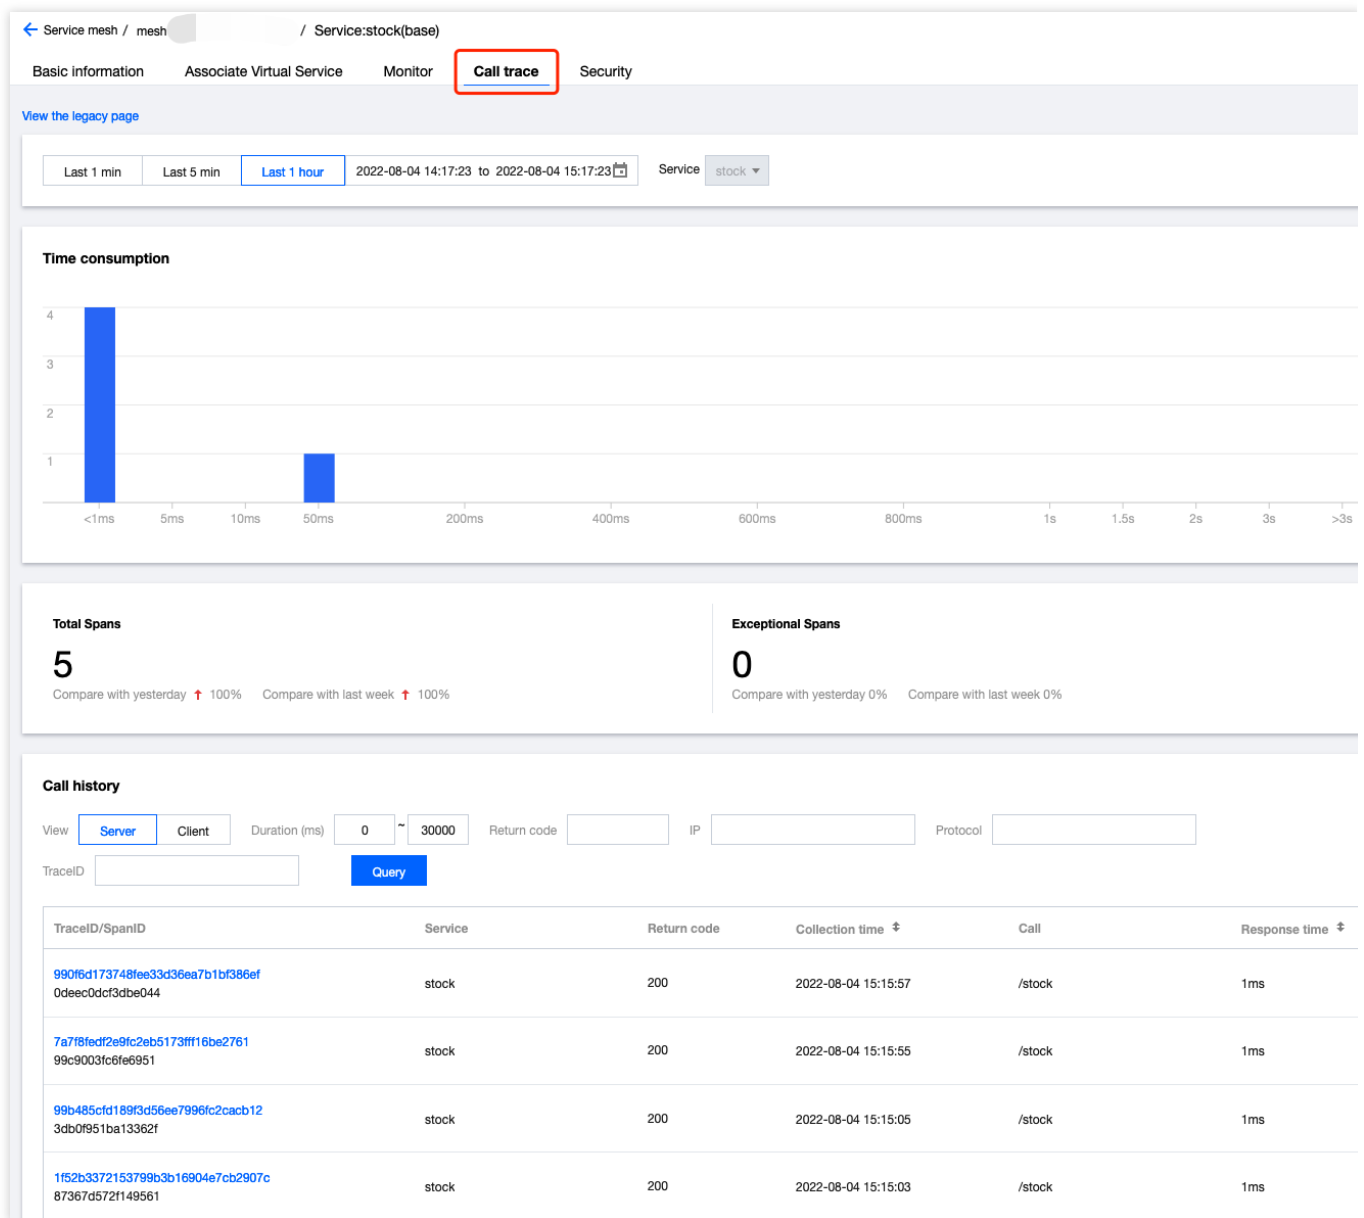 Service mesh / mesh / Service:stock(base)
Basic information Associate Virtual Service Monitor Call trace Security
View the legacy page
Last 1 min Last 5 min Last 1 hour 2022-08-04 14:17:23 to 2022-08-04 15:17:23 Service stock
Time consumption
4
3
2
1
<1ms 5ms 10ms 50ms 200ms 400ms 600ms 800ms 1s 1.5s 2s 3s >3s
Total Spans Exceptional Spans
5 0
Compare with yesterday ↑ 100% Compare with last week ↑ 100% Compare with yesterday 0% Compare with last week 0%
Call history
View Server Client Duration (ms) 0 ~ 30000 Return code IP Protocol
TraceID Query
TraceID/SpanID Service Return code Collection time Call Response time
990f6d173748fee33d36ea7b1bf386ef
0deec0dcf3dbe044 stock 200 2022-08-04 15:15:57 /stock 1ms
7a7f8fedf2e9fc2eb5173fff16be2761
99c9003fc6fe6951 stock 200 2022-08-04 15:15:55 /stock 1ms
99b485cfd189f3d56ee7996fc2cacb12
3db0f951ba13362f stock 200 2022-08-04 15:15:05 /stock 1ms
1f52b3372153799b3b16904e7cb2907c
87367d572f149561 stock 200 2022-08-04 15:15:03 /stock 1ms